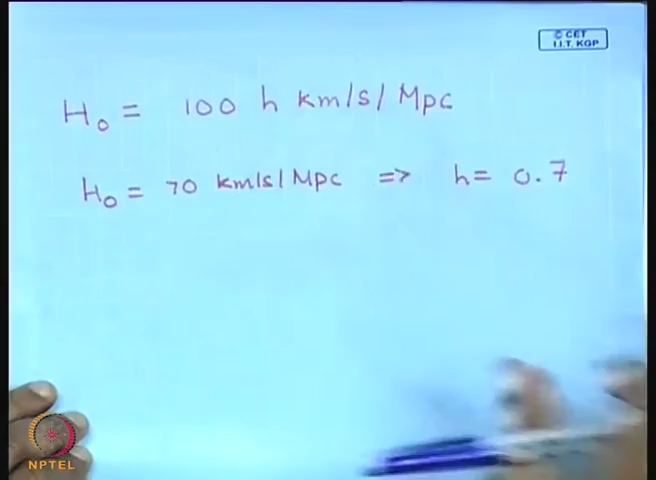 © CET
I.I.T. KGP
H₀ = 100 h km/s/Mpc
H₀ = 70 km/s/Mpc => h = 0.7
NPTEL